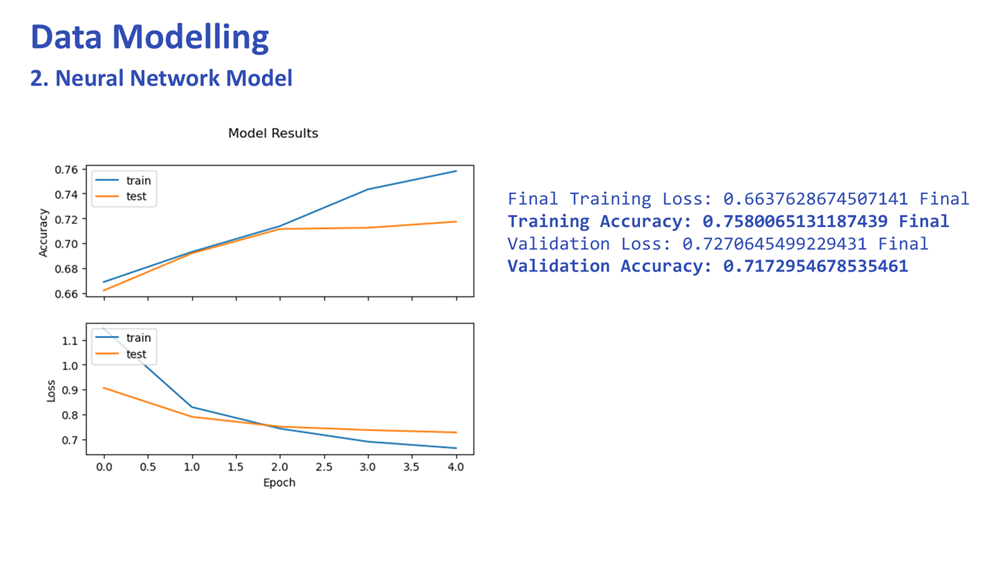 Data Modelling
2. Neural Network Model
Model Results
0.76
0.74
0.72
0.70
0.68
0.66
Accuracy
train
test
1.1
1.0
0.9
0.8
0.7
Loss
train
test
0.0 0.5 1.0 1.5 2.0 2.5 3.0 3.5 4.0
Epoch
Final Training Loss: 0.6637628674507141 Final
Training Accuracy: 0.7580065131187439 Final
Validation Loss: 0.7270645499229431 Final
Validation Accuracy: 0.7172954678535461